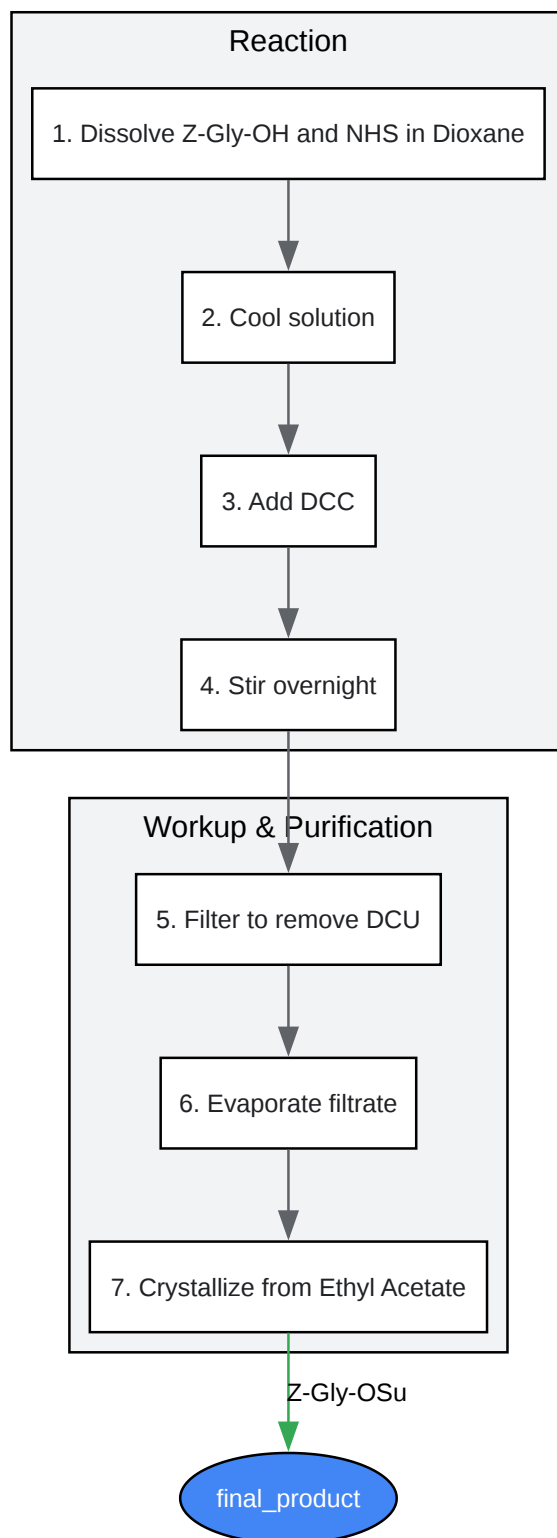 Reaction
1. Dissolve Z-Gly-OH and NHS in Dioxane
2. Cool solution
3. Add DCC
4. Stir overnight
Workup & Purification
5. Filter to remove DCU
6. Evaporate filtrate
7. Crystallize from Ethyl Acetate
Z-Gly-OSu
final_product